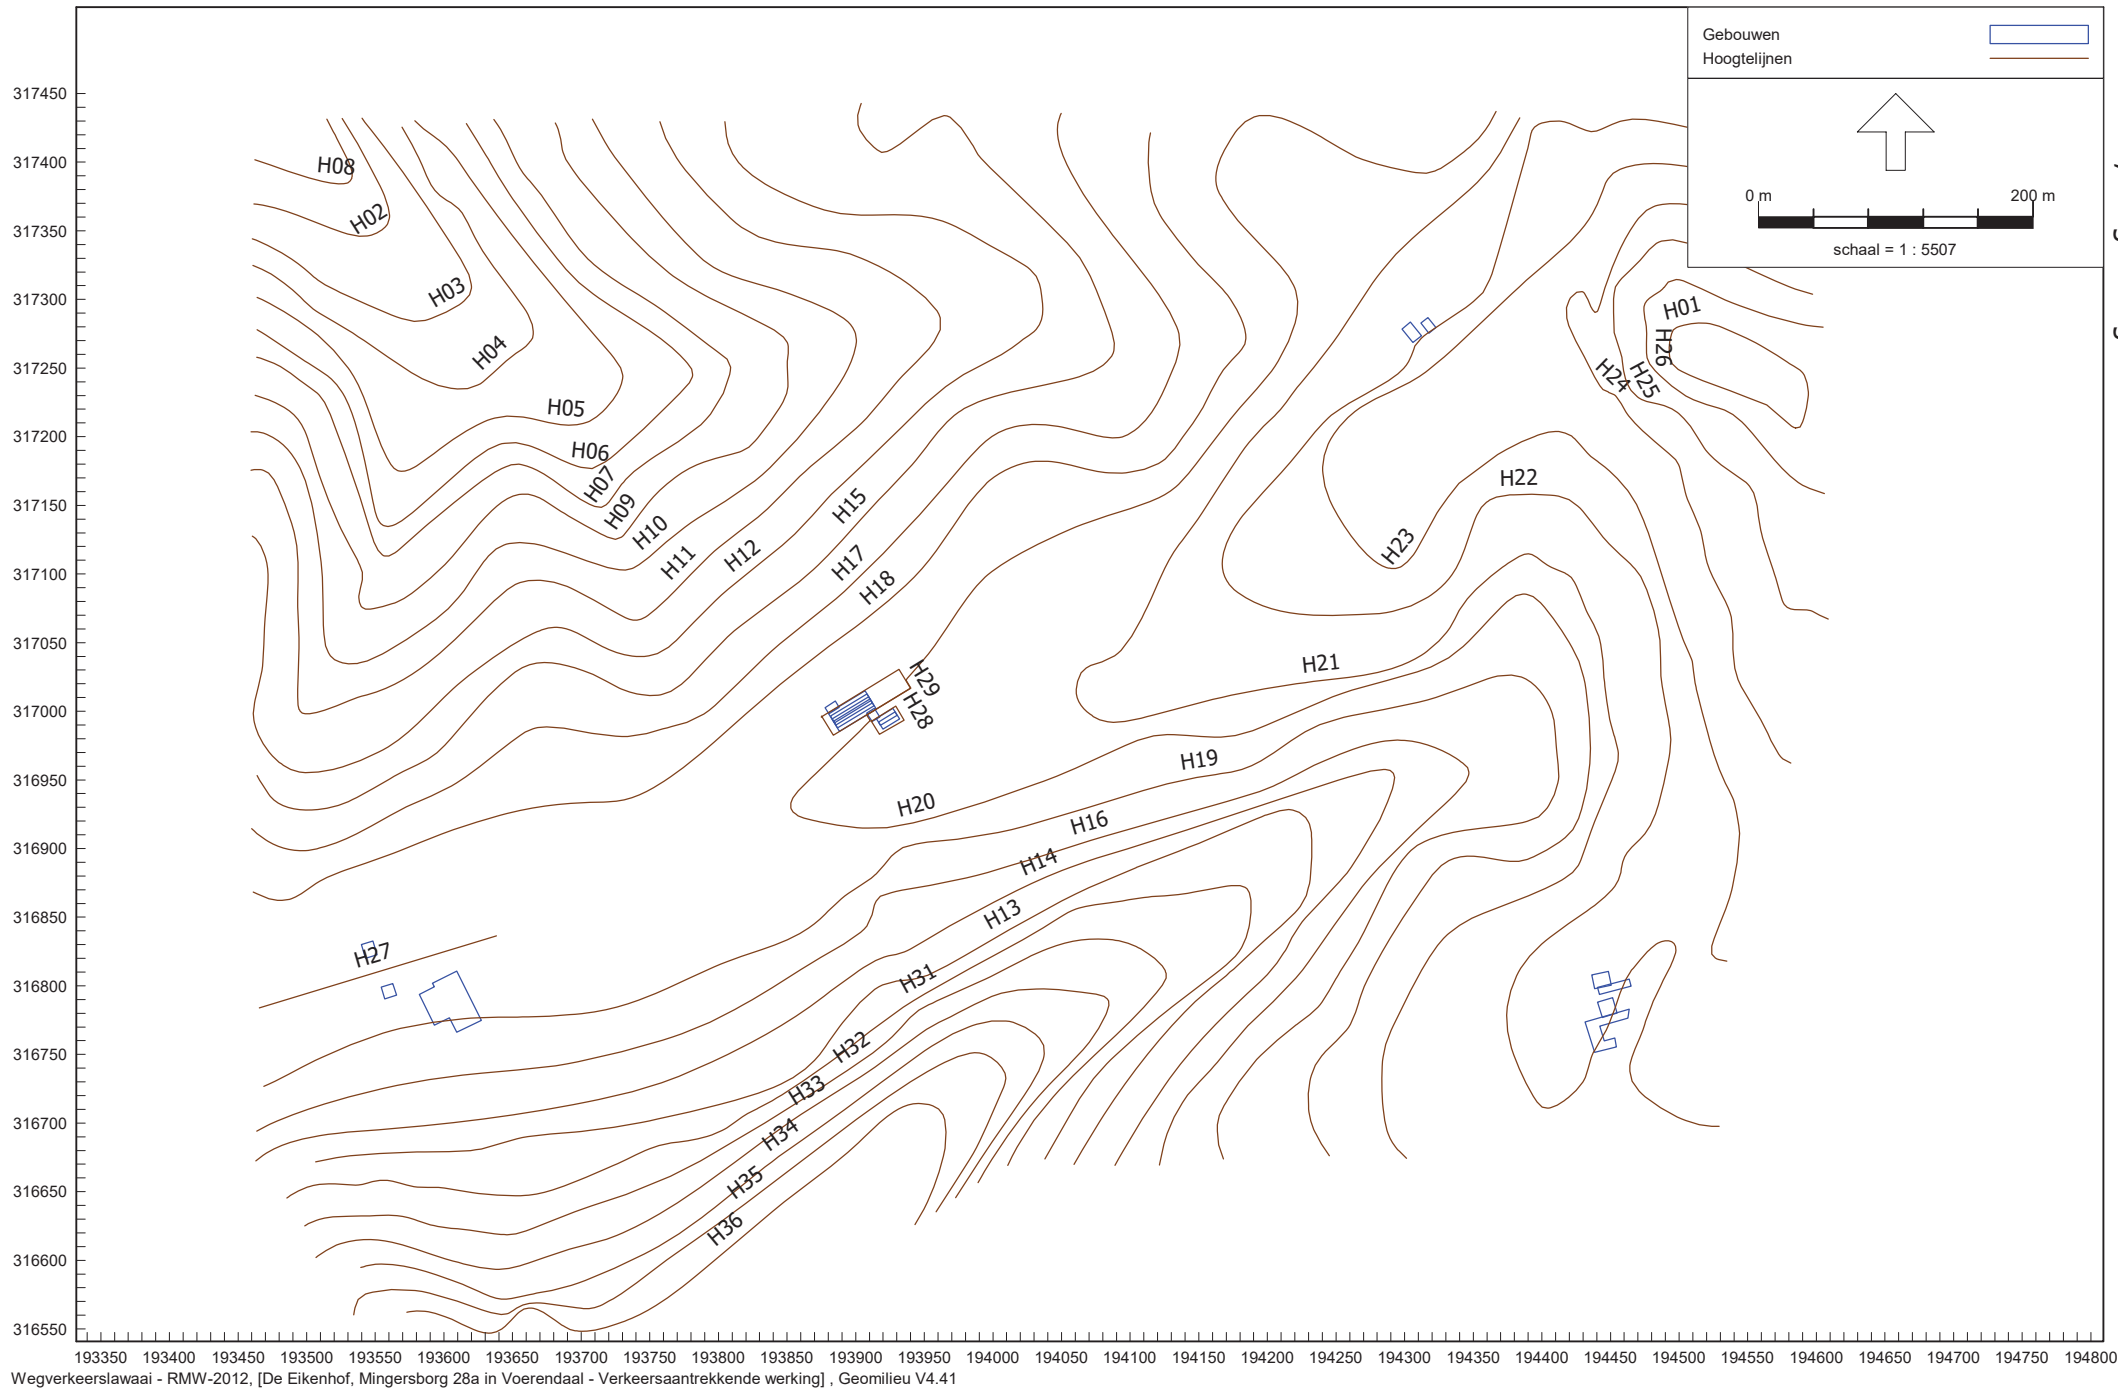 Gebouwen
Hoogtelijnen
0 m 200 m
schaal = 1 : 5507
317450
317400
317350
317300
317250
317200
317150
317100
317050
317000
316950
316900
316850
316800
316750
316700
316650
316600
316550
H08
H02
H03
H04
H05
H06
H07
H09
H10
H11
H12
H15
H17
H18
H01
H26
H25
H24
H22
H23
H21
H29
H28
H19
H20
H16
H14
H13
H27
H31
H32
H33
H34
H35
H36
193350 193400 193450 193500 193550 193600 193650 193700 193750 193800 193850 193900 193950 194000 194050 194100 194150 194200 194250 194300 194350 194400 194450 194500 194550 194600 194650 194700 194750 194800
Wegverkeerslawaai - RMW-2012, [De Eikenhof, Mingersborg 28a in Voerendaal - Verkeersaantrekkende werking] , Geomilieu V4.41